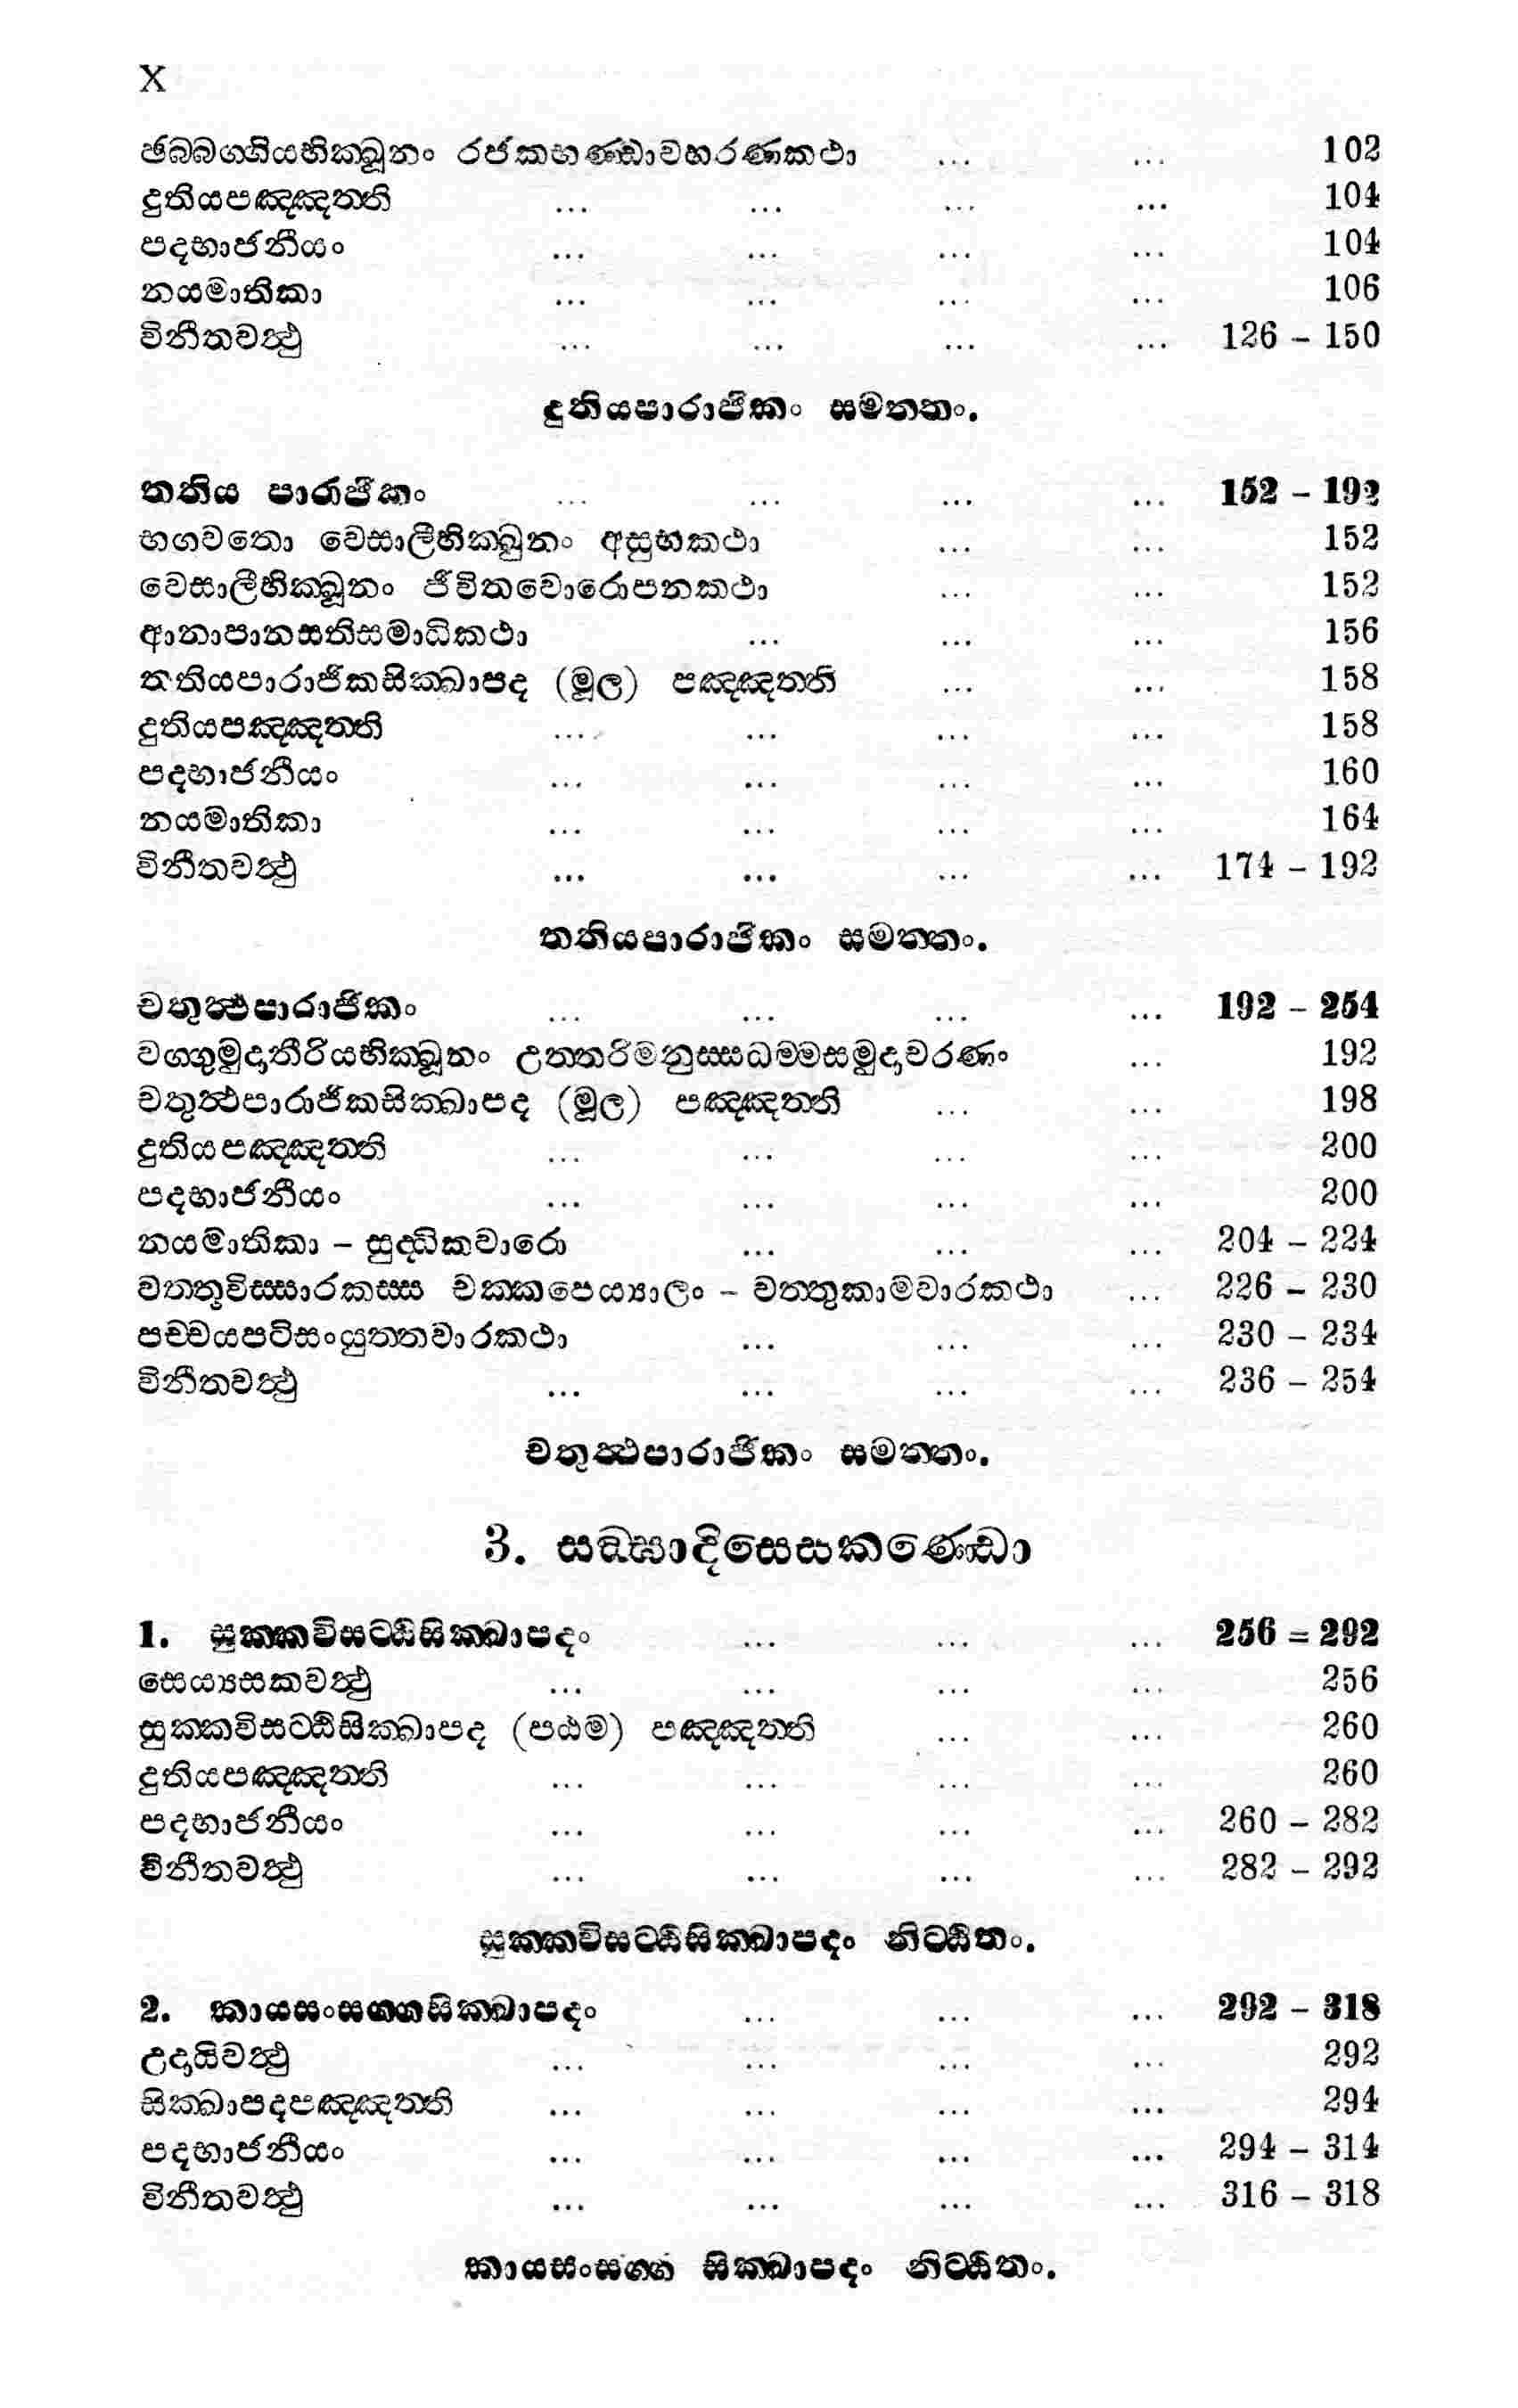 X
ඡබ්බග්ගියභික්ඛූනං රජකභණ්ඩාවහරණකථා ... ... 102
දුතියපඤ්ඤත්ති ... ... ... ... 104
පදභාජනීයං ... ... ... ... 104
නයමාතිකා ... ... ... ... 106
විනීතවත්ථු ... ... ... ... 126 – 150
දුතියපාරාජිකං සමත්තං.
තතිය පාරාජිකං ... ... ... ... 152 – 192
භගවතො වෙසාලීභික්ඛුනං අසුභකථා ... ... 152
වෙසාලීභික්ඛූනං ජීවිතවොරොපනකථා ... ... 152
ආනාපානසතිසමාධිකථා ... ... ... 156
තතියපාරාජිකසික්ඛාපද (මූල) පඤ්ඤත්ති ... ... 158
දුතියපඤ්ඤත්ති ... ... ... ... 158
පදභාජනීයං ... ... ... ... 160
නයමාතිකා ... ... ... ... 164
විනීතවත්ථු ... ... ... ... 174 – 192
තතියපාරාජිකං සමත්තං.
චතුත්ථපාරාජිකං ... ... ... ... 192 – 254
වග්ගුමුදාතීරියභික්ඛූනං උත්තරිමනුස්සධම්මසමුදාචරණං ... 192
චතුත්ථපාරාජිකසික්ඛාපද (මූල) පඤ්ඤත්ති ... ... 198
දුතියපඤ්ඤත්ති ... ... ... ... 200
පදභාජනීයං ... ... ... ... 200
නයමාතිකා – සුද්ධිකවාරො ... ... ... 204 – 224
වත්තුවිස්සාරකස්ස චක්කපෙය්‍යාලං – වත්තුකාමවාරකථා ... 226 – 230
පච්චයපටිසංයුත්තවාරකථා ... ... ... 230 – 234
විනීතවත්ථු ... ... ... ... 236 – 254
චතුත්ථපාරාජිකං සමත්තං.
3. සඞ්ඝාදිසෙසකණ්ඩො
1. සුක්කවිසට්ඨිසික්ඛාපදං ... ... ... 256 = 292
සෙය්‍යසකවත්ථු ... ... ... ... 256
සුක්කවිසට්ඨිසික්ඛාපද (පඨම) පඤ්ඤත්ති ... ... 260
දුතියපඤ්ඤත්ති ... ... ... ... 260
පදභාජනීයං ... ... ... ... 260 – 282
විනීතවත්ථු ... ... ... ... 282 – 292
සුක්කවිසට්ඨිසික්ඛාපදං නිට්ඨිතං.
2. කායසංසග්ගසික්ඛාපදං ... ... ... 292 – 318
උදායිවත්ථු ... ... ... ... 292
සික්ඛාපදපඤ්ඤත්ති ... ... ... ... 294
පදභාජනීයං ... ... ... ... 294 – 314
විනීතවත්ථු ... ... ... ... 316 – 318
කායසංසග්ග සික්ඛාපදං නිට්ඨිතං.